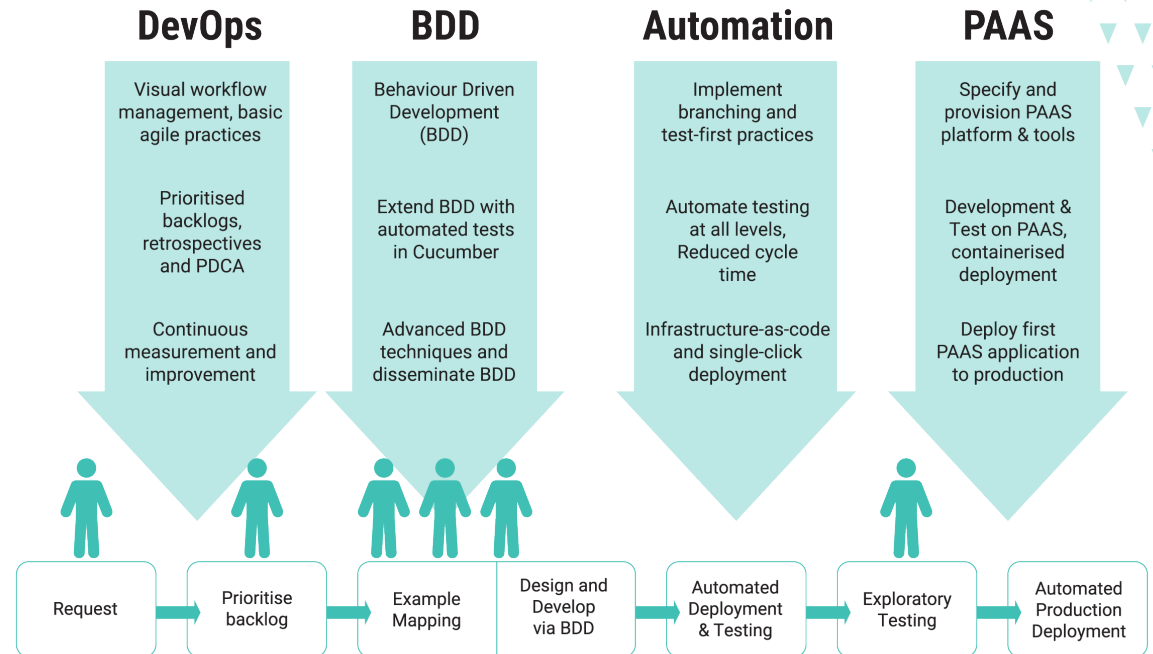 DevOps
Visual workflow
management, basic
agile practices
Prioritised
backlogs,
retrospectives
and PDCA
Continuous
measurement and
improvement
BDD
Behaviour Driven
Development
(BDD)
Extend BDD with
automated tests
in Cucumber
Advanced BDD
techniques and
disseminate BDD
Automation
Implement
branching and
test-first practices
Automate testing
at all levels,
Reduced cycle
time
Infrastructure-as-code
and single-click
deployment
PAAS
Specify and
provision PAAS
platform & tools
Development &
Test on PAAS,
containerised
deployment
Deploy first
PAAS application
to production
Request
Prioritise
backlog
Example
Mapping
Design and
Develop
via BDD
Automated
Deployment
& Testing
Exploratory
Testing
Automated
Production
Deployment